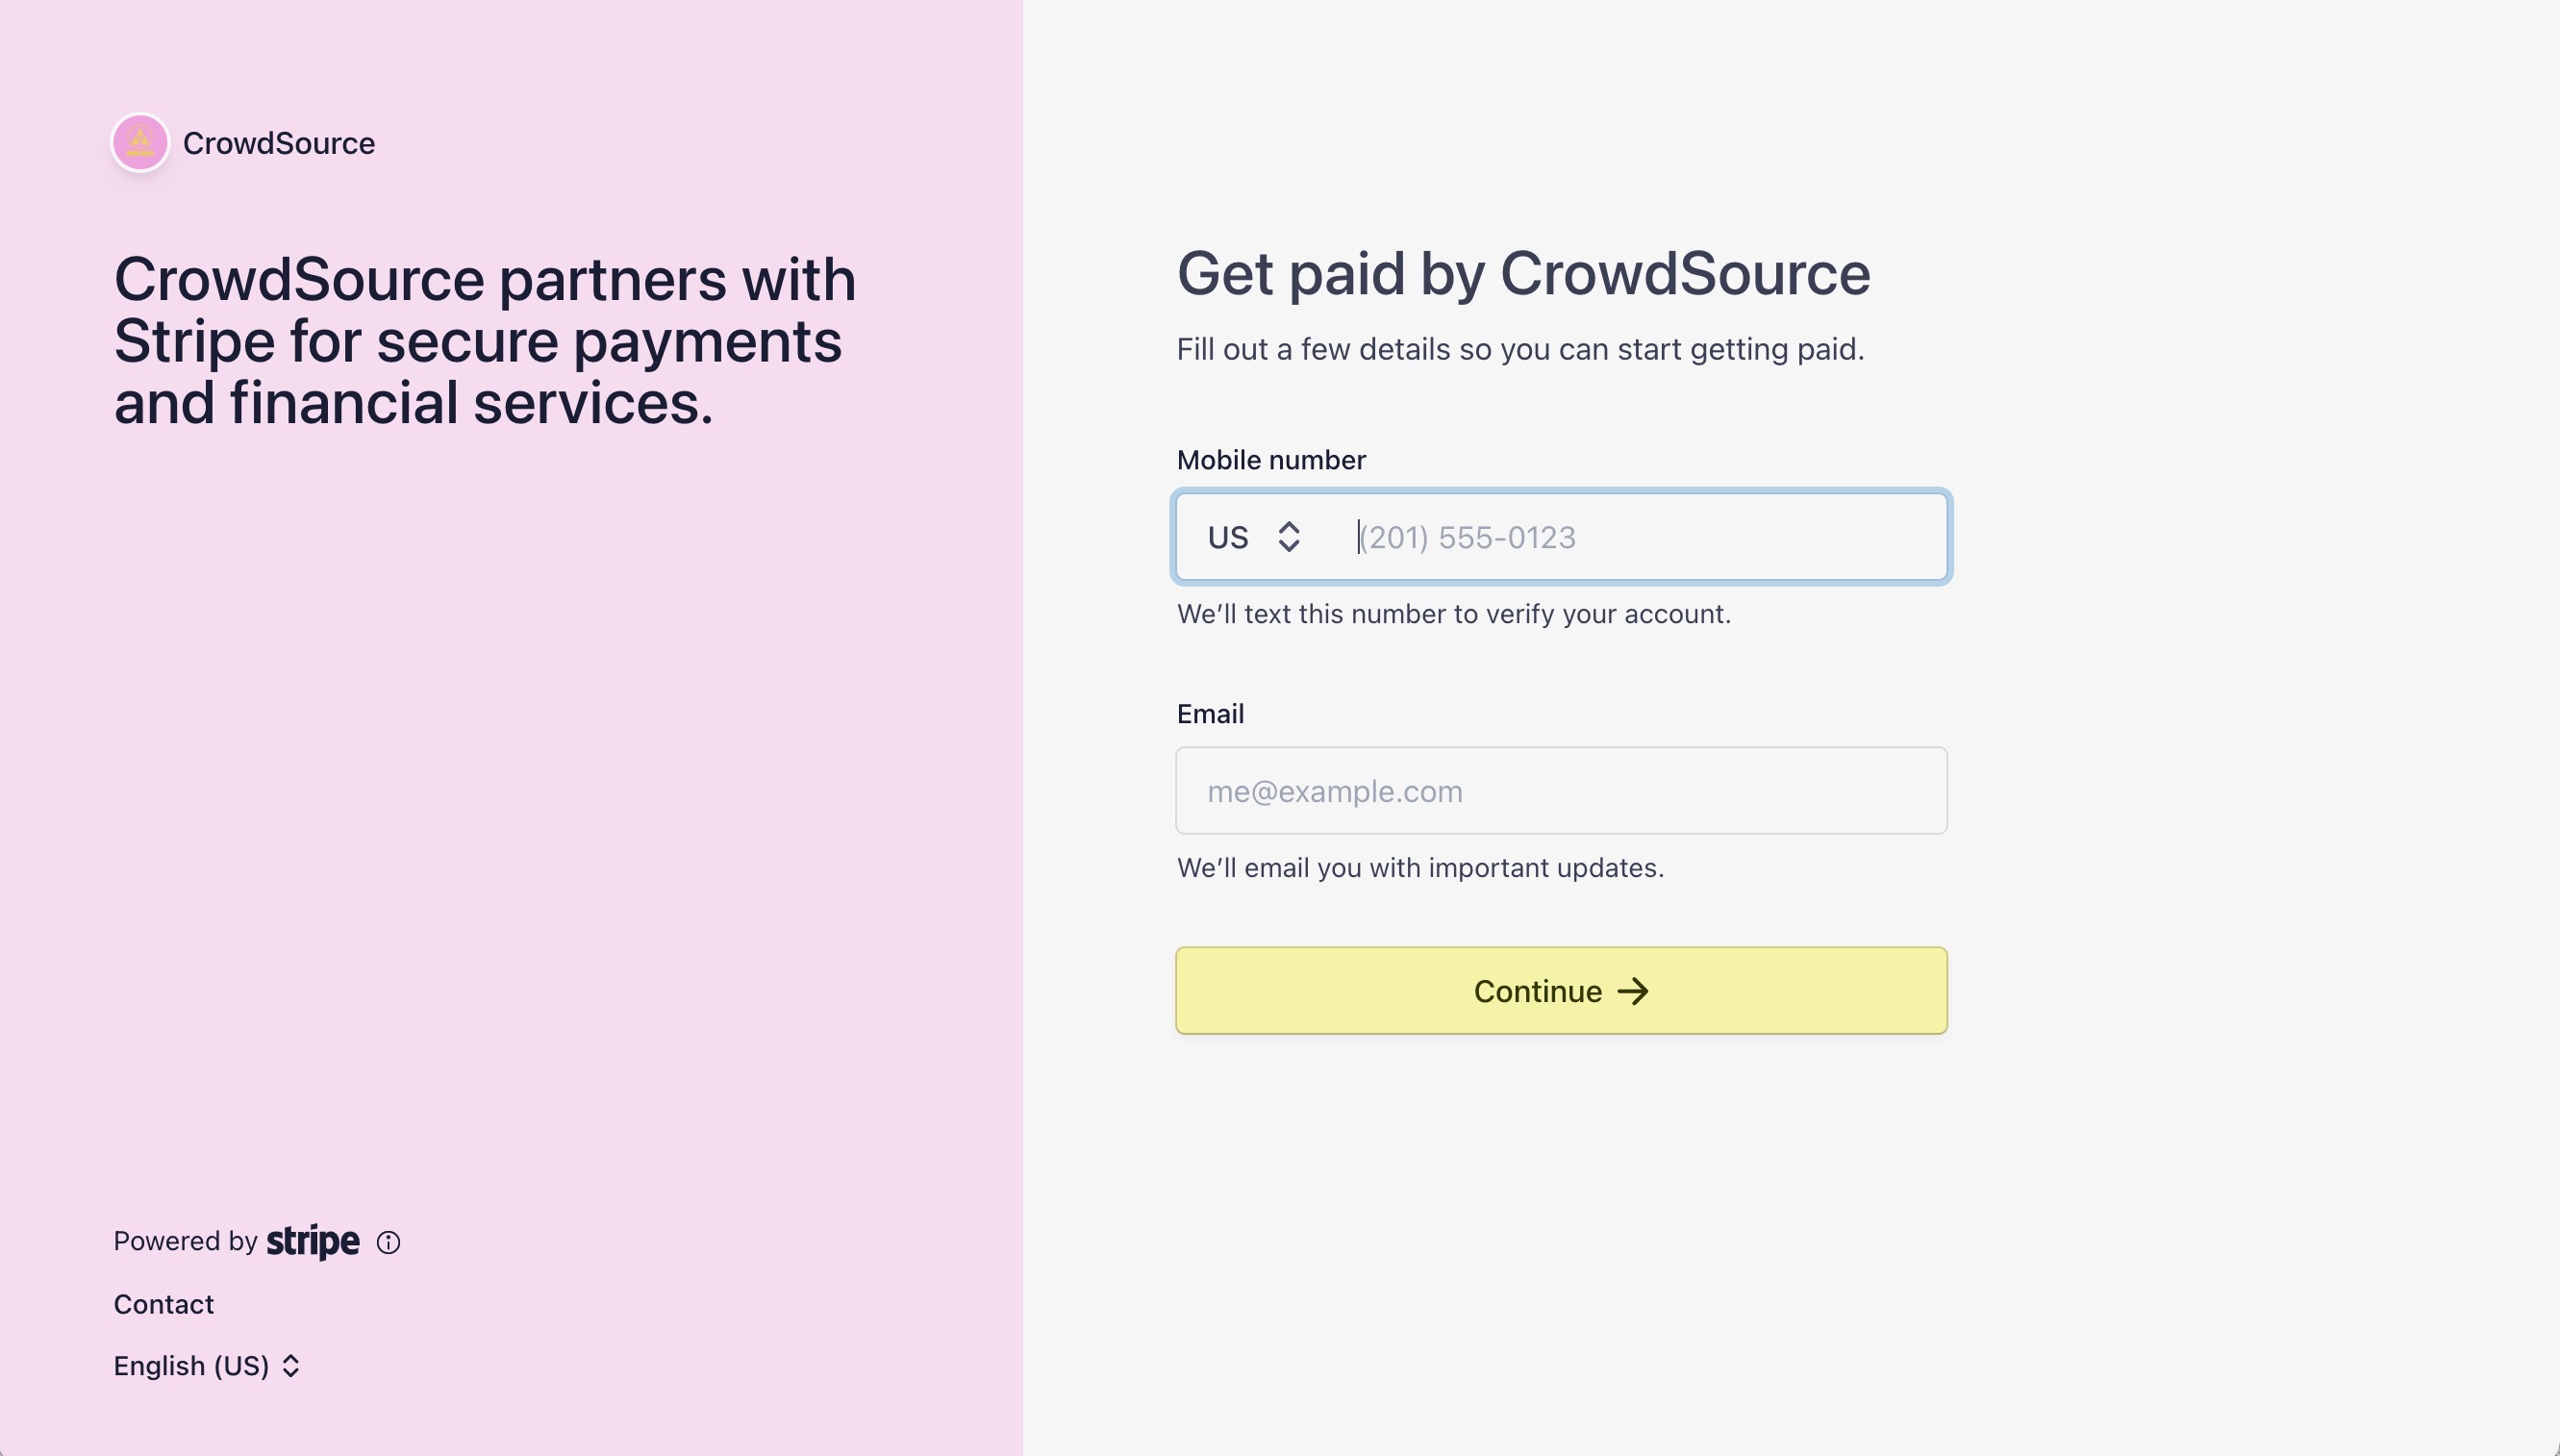 CrowdSource
CrowdSource partners with
Stripe for secure payments
and financial services.
Powered by stripe
Contact
English (US)
Get paid by CrowdSource
Fill out a few details so you can start getting paid.
Mobile number
US (201) 555-0123
We’ll text this number to verify your account.
Email
me@example.com
We’ll email you with important updates.
Continue